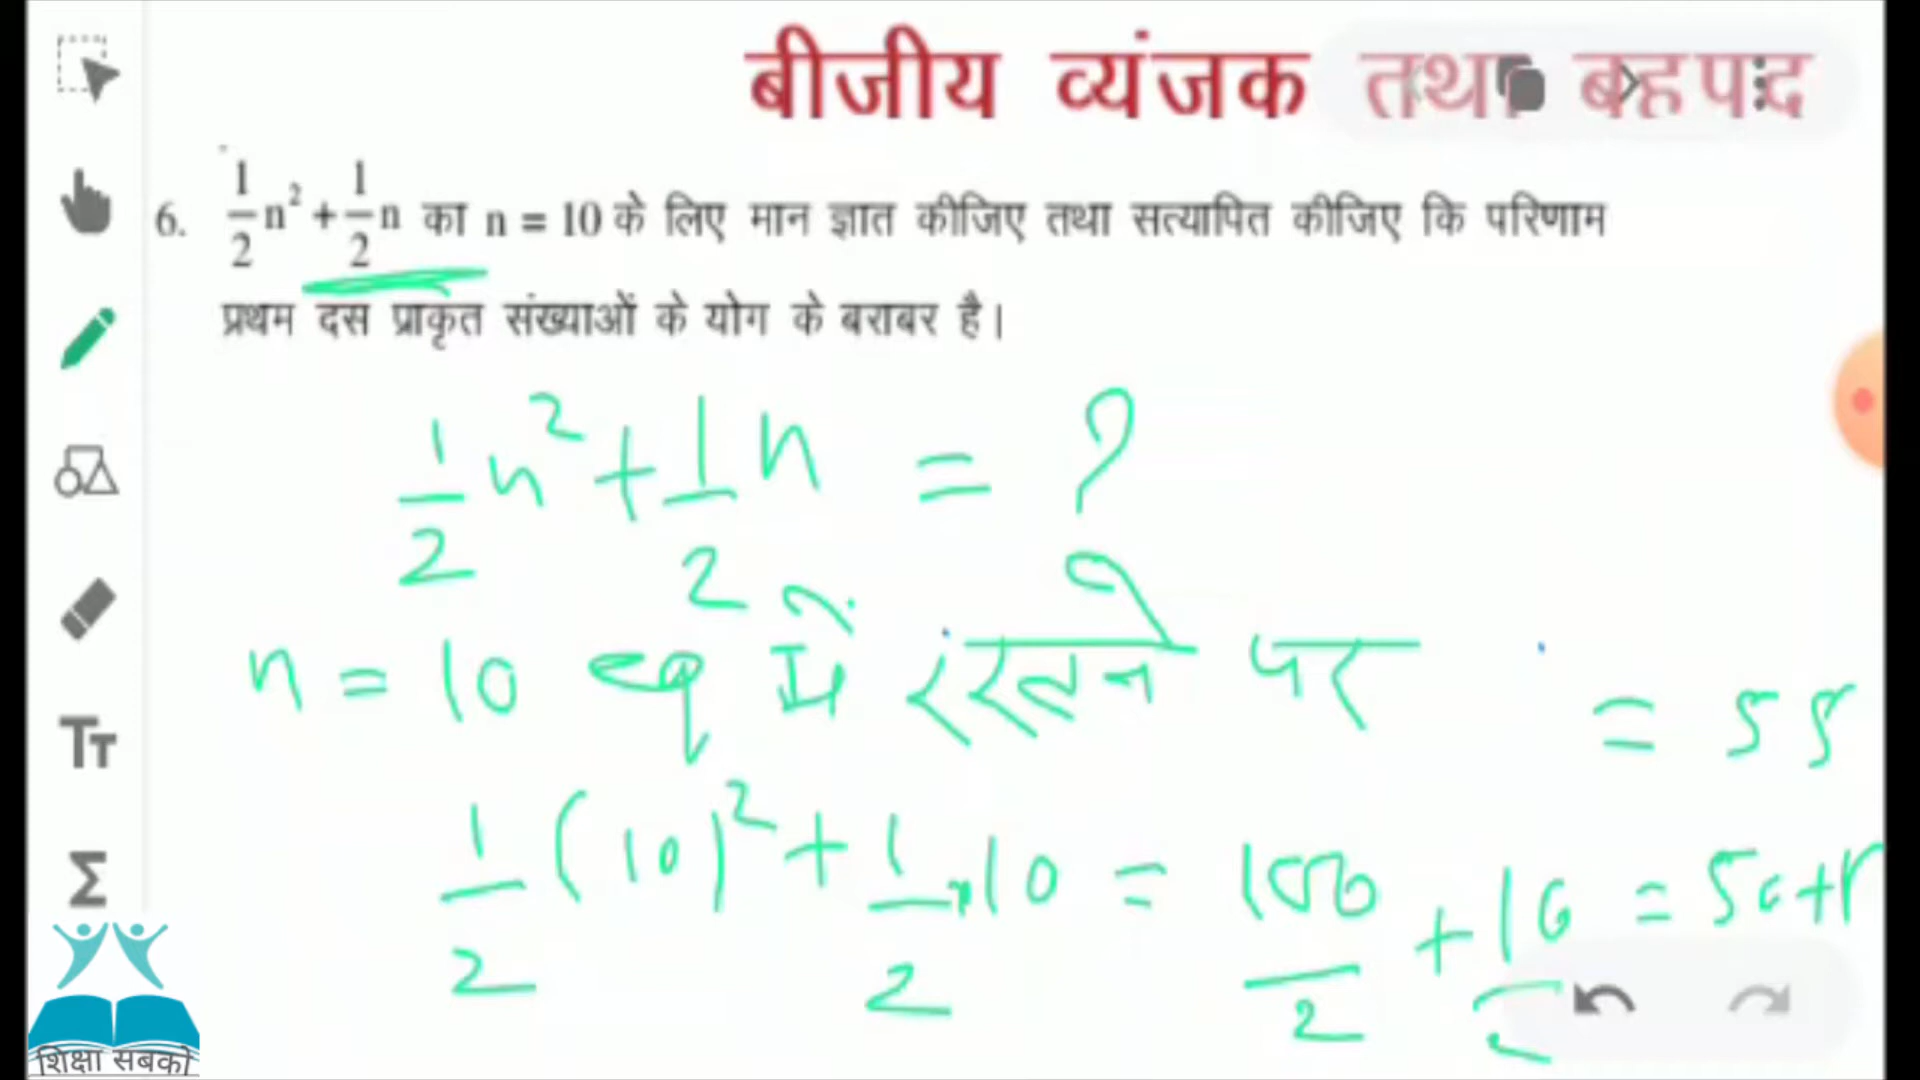 बीजीय व्यंजक तथा बहुपद
6. 1/2 n² + 1/2 n का n = 10 के लिए मान ज्ञात कीजिए तथा सत्यापित कीजिए कि परिणाम
प्रथम दस प्राकृत संख्याओं के योग के बराबर है।
1/2 n² + 1/2 n = ?
n = 10 eq में रखने पर
= 55
1/2 (10)² + 1/2 × 10 = 100/2 + 10/2 = 50+5
Tт
Σ
शिक्षा सबको